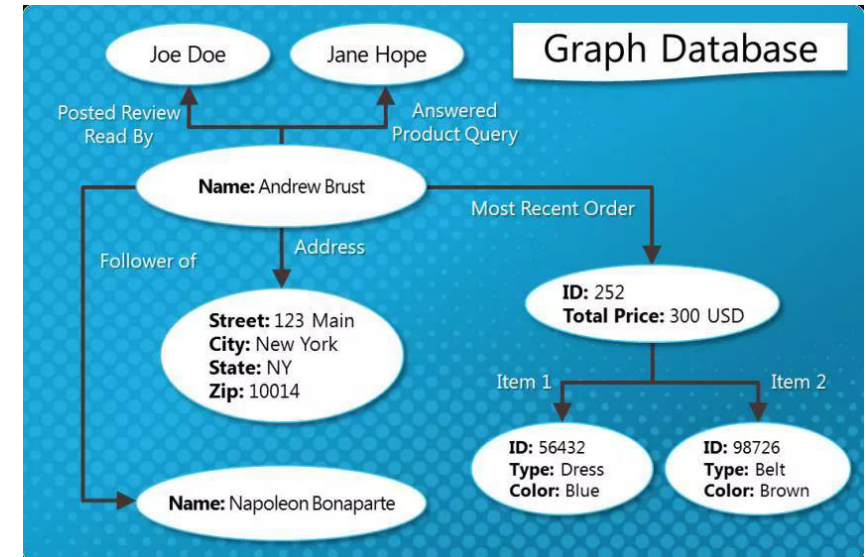 Graph Database
Joe Doe
Jane Hope
Posted Review
Read By
Answered
Product Query
Name: Andrew Brust
Most Recent Order
Follower of
Address
Street: 123 Main
City: New York
State: NY
Zip: 10014
ID: 252
Total Price: 300 USD
Item 1
Item 2
ID: 56432
Type: Dress
Color: Blue
ID: 98726
Type: Belt
Color: Brown
Name: Napoleon Bonaparte